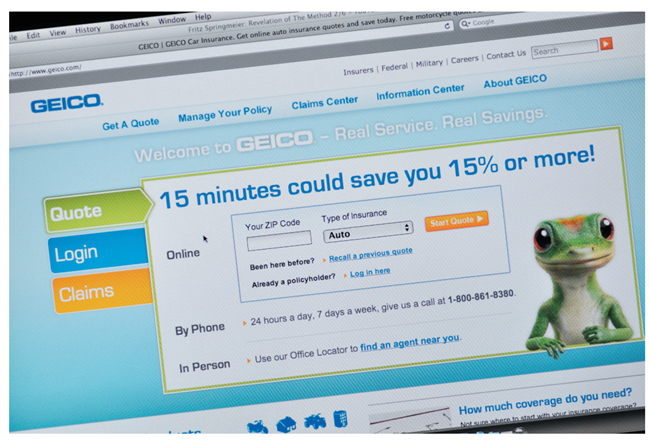 File Edit View History Bookmarks Window Help
Fritz Springmeier: Revelation of The Method 2/6 - You
GEICO | GEICO Car Insurance. Get online auto insurance quotes and save today. Free motorcycle quotes
http://www.geico.com/
Google
Insurers | Federal | Military | Careers | Contact Us
Search
GEICO.
Get A Quote Manage Your Policy Claims Center Information Center About GEICO
Welcome to GEICO. – Real Service. Real Savings.
15 minutes could save you 15% or more!
Quote
Login
Claims
Online
Your ZIP Code Type of Insurance
Auto
Start Quote
Been here before? Recall a previous quote
Already a policyholder? Log in here
By Phone
24 hours a day, 7 days a week, give us a call at 1-800-861-8380.
In Person
Use our Office Locator to find an agent near you.
How much coverage do you need?
Not sure where to start with your insurance coverage?